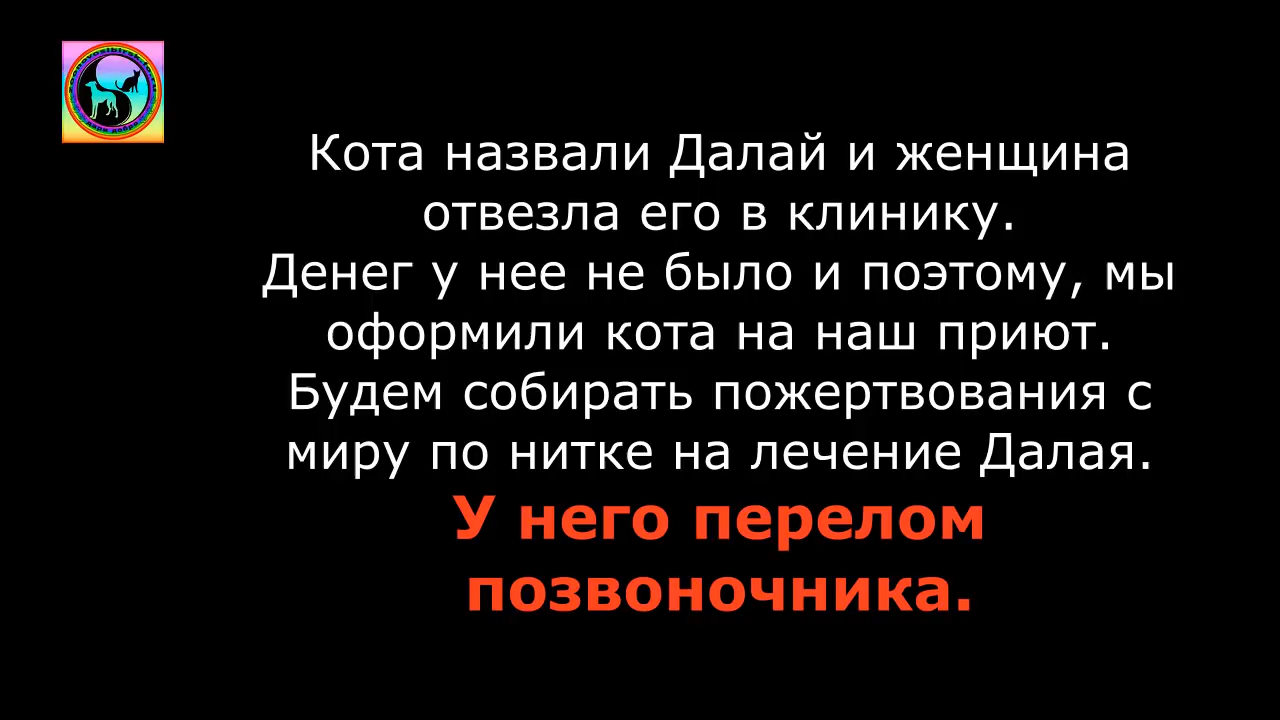 Кота назвали Далай и женщина
отвезла его в клинику.
Денег у нее не было и поэтому, мы
оформили кота на наш приют.
Будем собирать пожертвования с
миру по нитке на лечение Далая.
У него перелом
позвоночника.